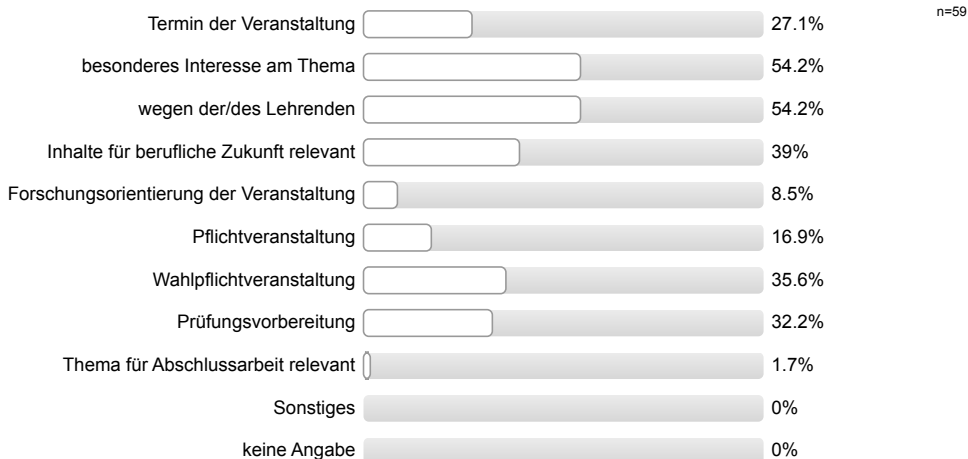 n=59
Termin der Veranstaltung 27.1%
besonderes Interesse am Thema 54.2%
wegen der/des Lehrenden 54.2%
Inhalte für berufliche Zukunft relevant 39%
Forschungsorientierung der Veranstaltung 8.5%
Pflichtveranstaltung 16.9%
Wahlpflichtveranstaltung 35.6%
Prüfungsvorbereitung 32.2%
Thema für Abschlussarbeit relevant 1.7%
Sonstiges 0%
keine Angabe 0%